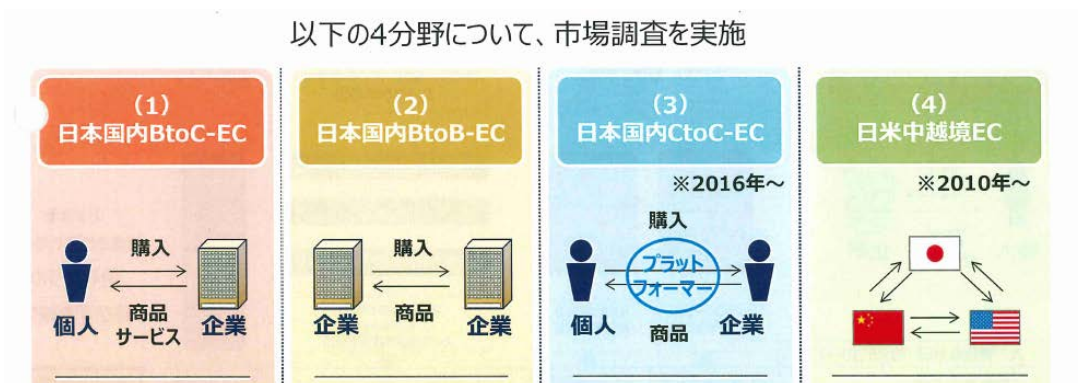 以下の4分野について、市場調査を実施
（1）
日本国内BtoC-EC
購入
商品
サービス
個人
企業
（2）
日本国内BtoB-EC
購入
商品
企業
企業
（3）
日本国内CtoC-EC
※2016年～
購入
プラット
フォーマー
商品
個人
企業
（4）
日米中越境EC
※2010年～